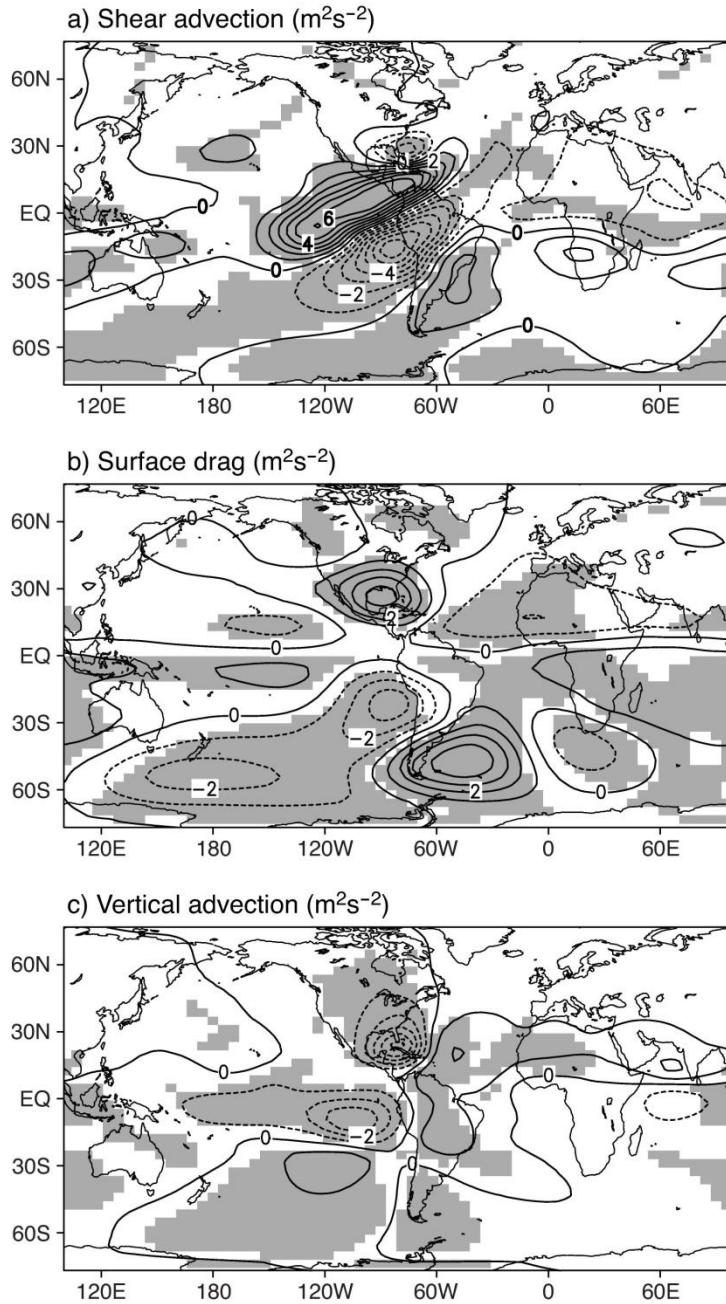 a) Shear advection (m²s⁻²)
60N
30N
EQ
30S
60S
2
0
6
4
0
0
−4
−2
0
120E 180 120W 60W 0 60E
b) Surface drag (m²s⁻²)
60N
30N
EQ
30S
60S
0
2
0
0
0
−2
−2
2
0
120E 180 120W 60W 0 60E
c) Vertical advection (m²s⁻²)
60N
30N
EQ
30S
60S
0
0
−2
0
0
120E 180 120W 60W 0 60E